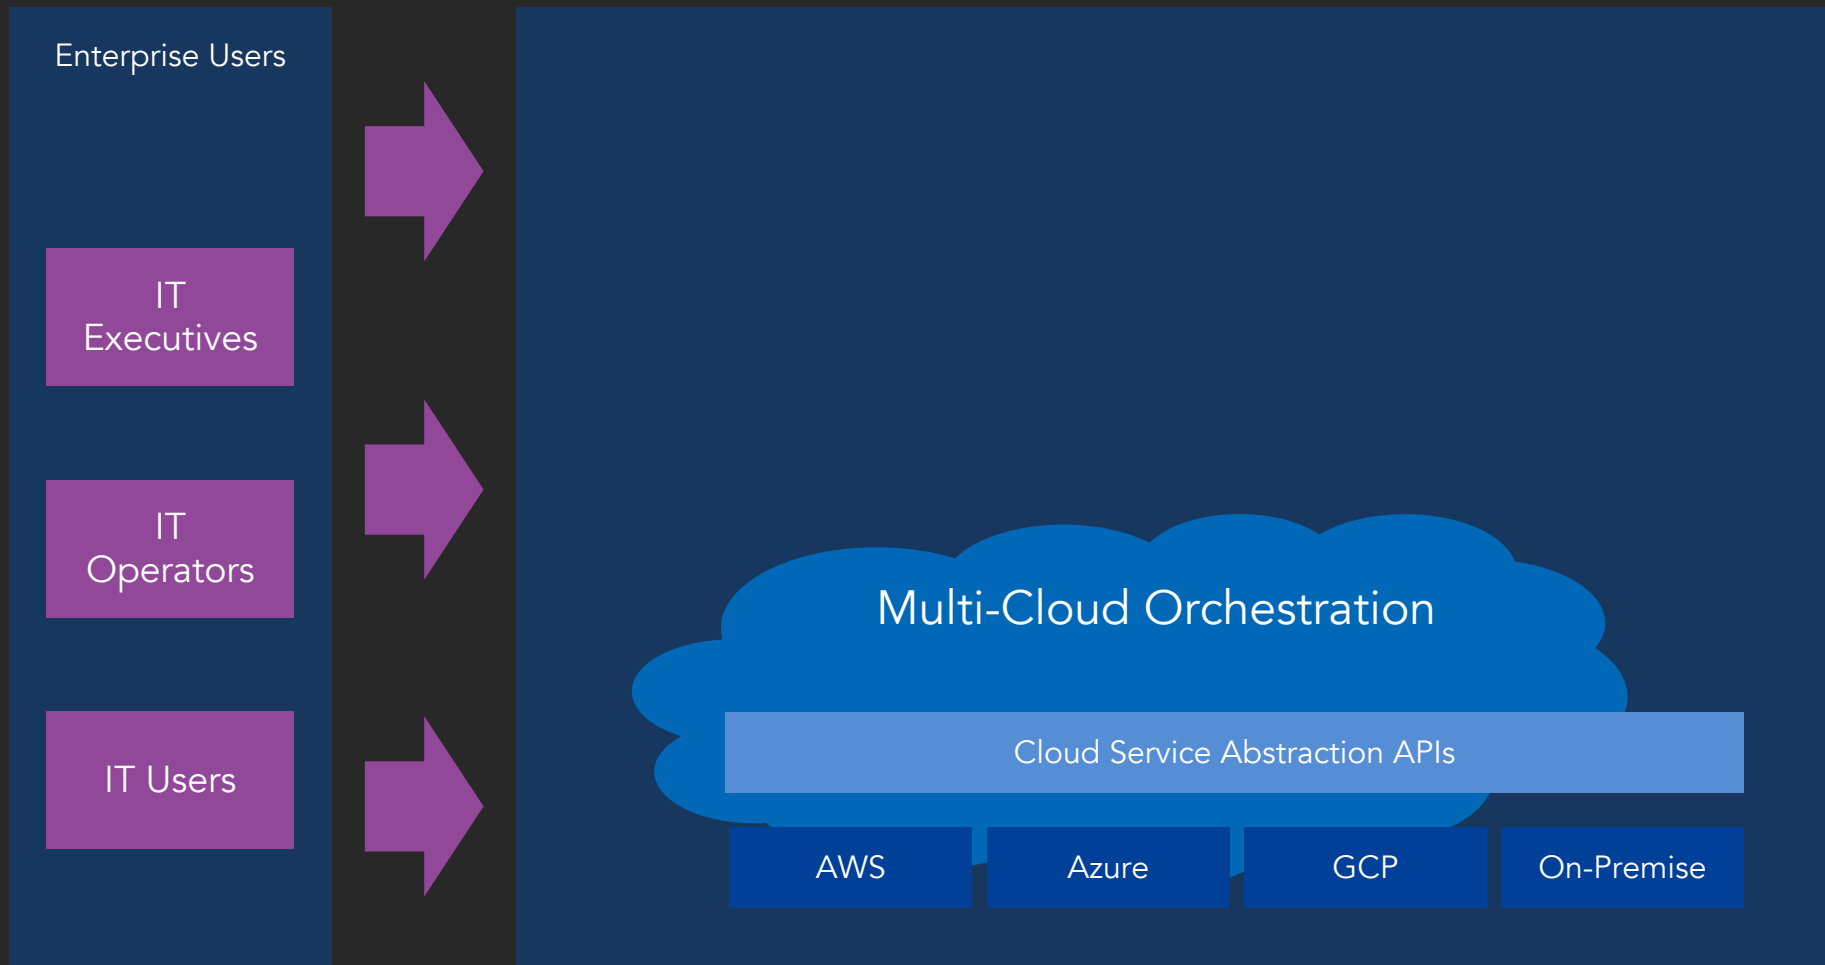 Enterprise Users
IT
Executives
IT
Operators
IT Users
Multi-Cloud Orchestration
Cloud Service Abstraction APIs
AWS
Azure
GCP
On-Premise